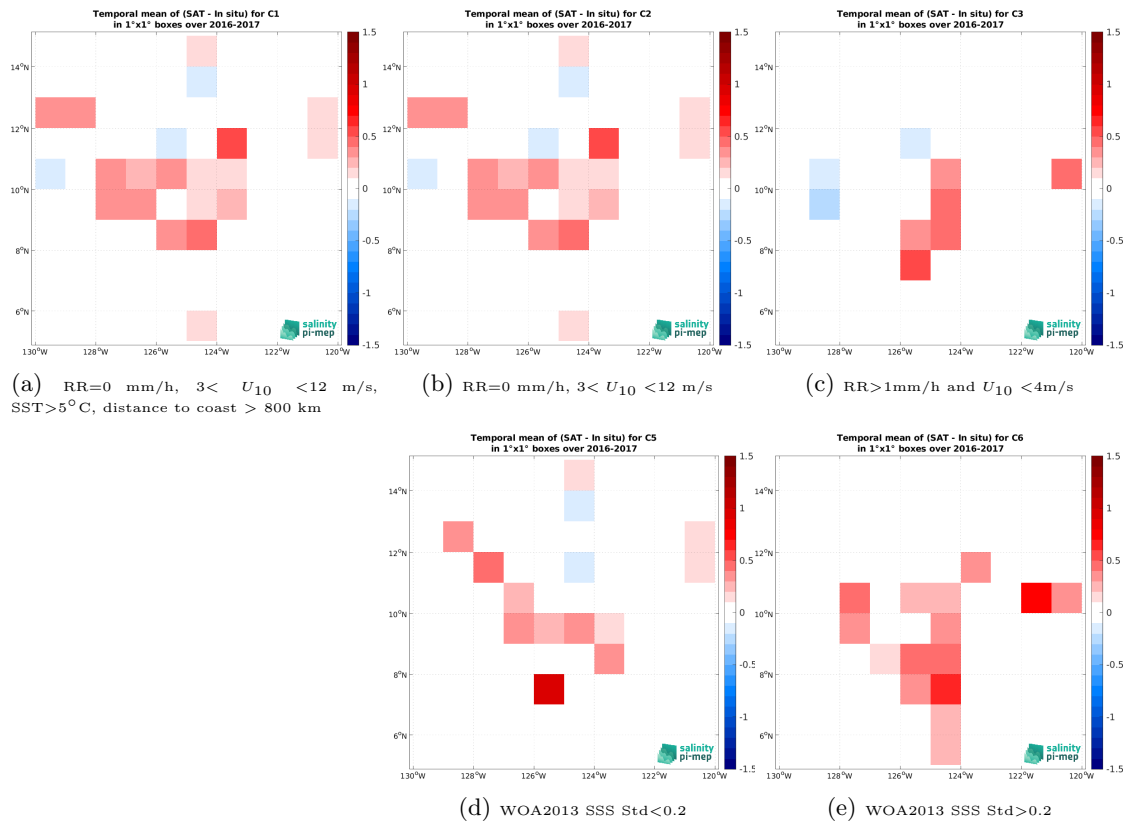 Temporal mean of (SAT - In situ) for C1
in 1°x1° boxes over 2016-2017
14°N
12°N
10°N
8°N
6°N
130°W 128°W 126°W 124°W 122°W 120°W
1.5
1
0.5
0
-0.5
-1
-1.5
salinity
pi-mep
(a) RR=0 mm/h, 3< U10 <12 m/s,
SST>5°C, distance to coast > 800 km
Temporal mean of (SAT - In situ) for C2
in 1°x1° boxes over 2016-2017
14°N
12°N
10°N
8°N
6°N
130°W 128°W 126°W 124°W 122°W 120°W
1.5
1
0.5
0
-0.5
-1
-1.5
salinity
pi-mep
(b) RR=0 mm/h, 3< U10 <12 m/s
Temporal mean of (SAT - In situ) for C3
in 1°x1° boxes over 2016-2017
14°N
12°N
10°N
8°N
6°N
130°W 128°W 126°W 124°W 122°W 120°W
1.5
1
0.5
0
-0.5
-1
-1.5
salinity
pi-mep
(c) RR>1mm/h and U10 <4m/s
Temporal mean of (SAT - In situ) for C5
in 1°x1° boxes over 2016-2017
14°N
12°N
10°N
8°N
6°N
130°W 128°W 126°W 124°W 122°W 120°W
1.5
1
0.5
0
-0.5
-1
-1.5
salinity
pi-mep
(d) WOA2013 SSS Std<0.2
Temporal mean of (SAT - In situ) for C6
in 1°x1° boxes over 2016-2017
14°N
12°N
10°N
8°N
6°N
130°W 128°W 126°W 124°W 122°W 120°W
1.5
1
0.5
0
-0.5
-1
-1.5
salinity
pi-mep
(e) WOA2013 SSS Std>0.2